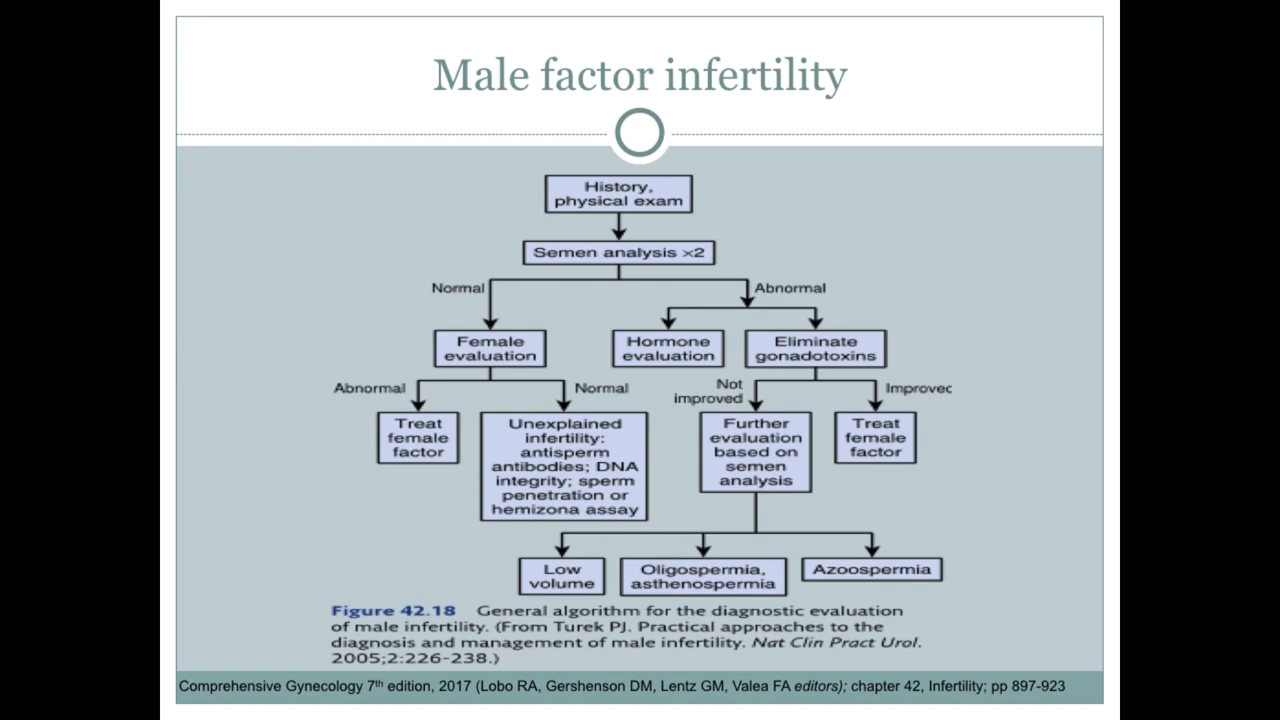 Male factor infertility
History,
physical exam
Semen analysis ×2
Normal
Abnormal
Female
evaluation
Hormone
evaluation
Eliminate
gonadotoxins
Abnormal
Normal
Not
improved
Improvec
Treat
female
factor
Unexplained
infertility:
antisperm
antibodies; DNA
integrity; sperm
penetration or
hemizona assay
Further
evaluation
based on
semen
analysis
Treat
female
factor
Low
volume
Oligospermia,
asthenospermia
Azoospermia
Figure 42.18 General algorithm for the diagnostic evaluation
of male infertility. (From Turek PJ. Practical approaches to the
diagnosis and management of male infertility. Nat Clin Pract Urol.
2005;2:226-238.)
Comprehensive Gynecology 7th edition, 2017 (Lobo RA, Gershenson DM, Lentz GM, Valea FA editors); chapter 42, Infertility; pp 897-923